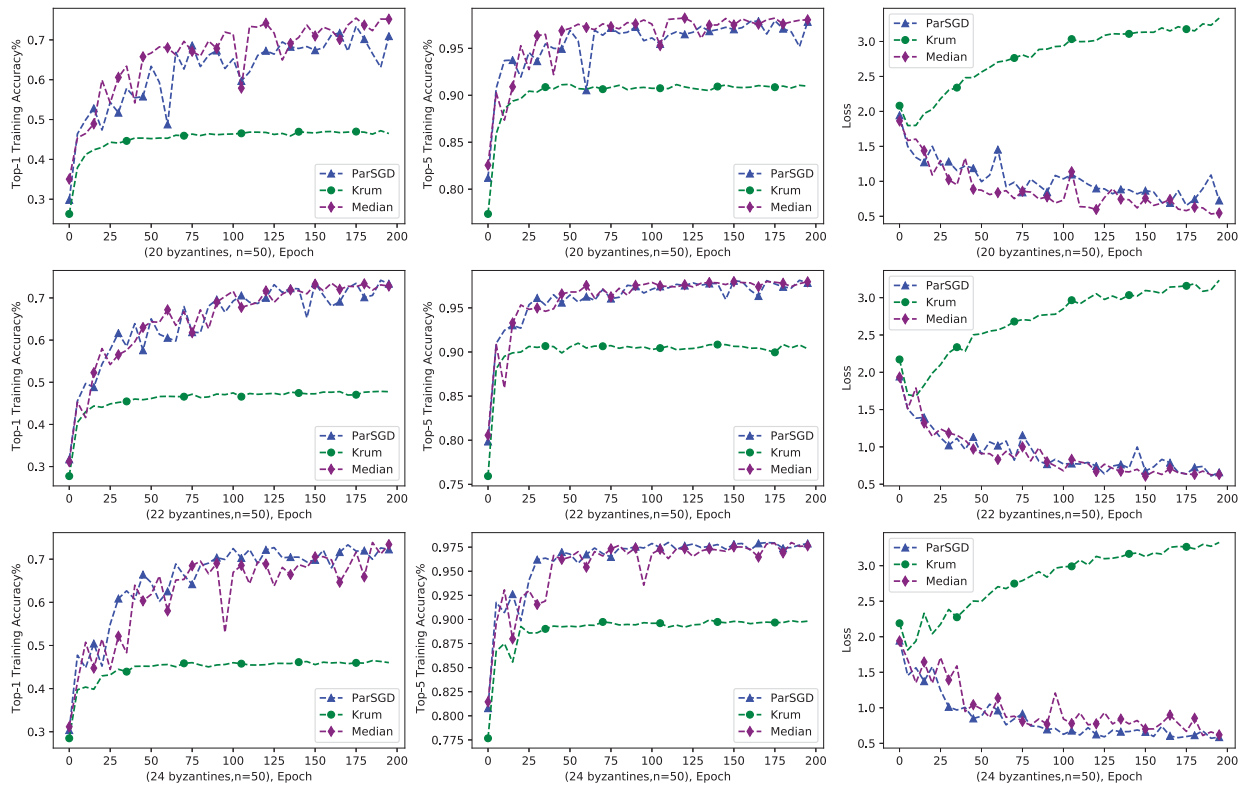 Top-1 Training Accuracy%
0.7
0.6
0.5
0.4
0.3
ParSGD
Krum
Median
0 25 50 75 100 125 150 175 200
(20 byzantines, n=50), Epoch
Top-5 Training Accuracy%
0.95
0.90
0.85
0.80
ParSGD
Krum
Median
0 25 50 75 100 125 150 175 200
(20 byzantines, n=50), Epoch
Loss
3.0
2.5
2.0
1.5
1.0
0.5
ParSGD
Krum
Median
0 25 50 75 100 125 150 175 200
(20 byzantines, n=50), Epoch
Top-1 Training Accuracy%
0.7
0.6
0.5
0.4
0.3
ParSGD
Krum
Median
0 25 50 75 100 125 150 175 200
(22 byzantines,n=50), Epoch
Top-5 Training Accuracy%
0.95
0.90
0.85
0.80
0.75
ParSGD
Krum
Median
0 25 50 75 100 125 150 175 200
(22 byzantines,n=50), Epoch
Loss
3.0
2.5
2.0
1.5
1.0
0.5
ParSGD
Krum
Median
0 25 50 75 100 125 150 175 200
(22 byzantines,n=50), Epoch
Top-1 Training Accuracy%
0.7
0.6
0.5
0.4
0.3
ParSGD
Krum
Median
0 25 50 75 100 125 150 175 200
(24 byzantines,n=50), Epoch
Top-5 Training Accuracy%
0.975
0.950
0.925
0.900
0.875
0.850
0.825
0.800
0.775
ParSGD
Krum
Median
0 25 50 75 100 125 150 175 200
(24 byzantines,n=50), Epoch
Loss
3.0
2.5
2.0
1.5
1.0
0.5
ParSGD
Krum
Median
0 25 50 75 100 125 150 175 200
(24 byzantines,n=50), Epoch